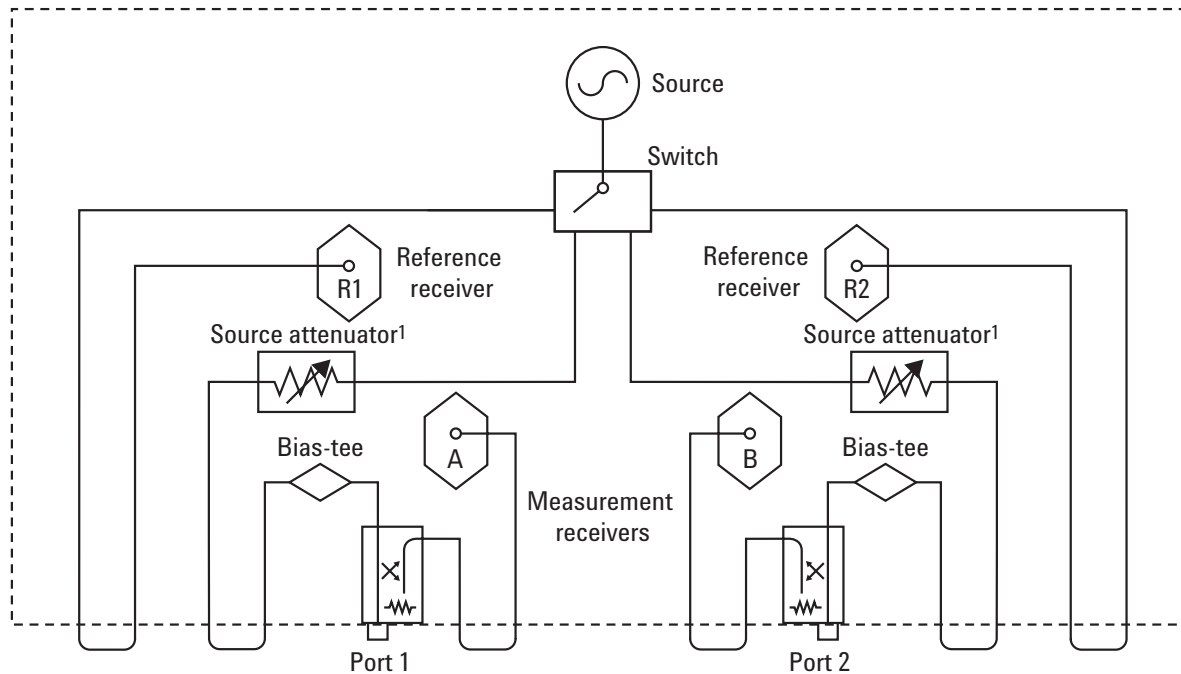 Source
Switch
Reference
receiver
R1
Reference
receiver
R2
Source attenuator¹
Source attenuator¹
A
B
Bias-tee
Bias-tee
Measurement
receivers
Port 1
Port 2